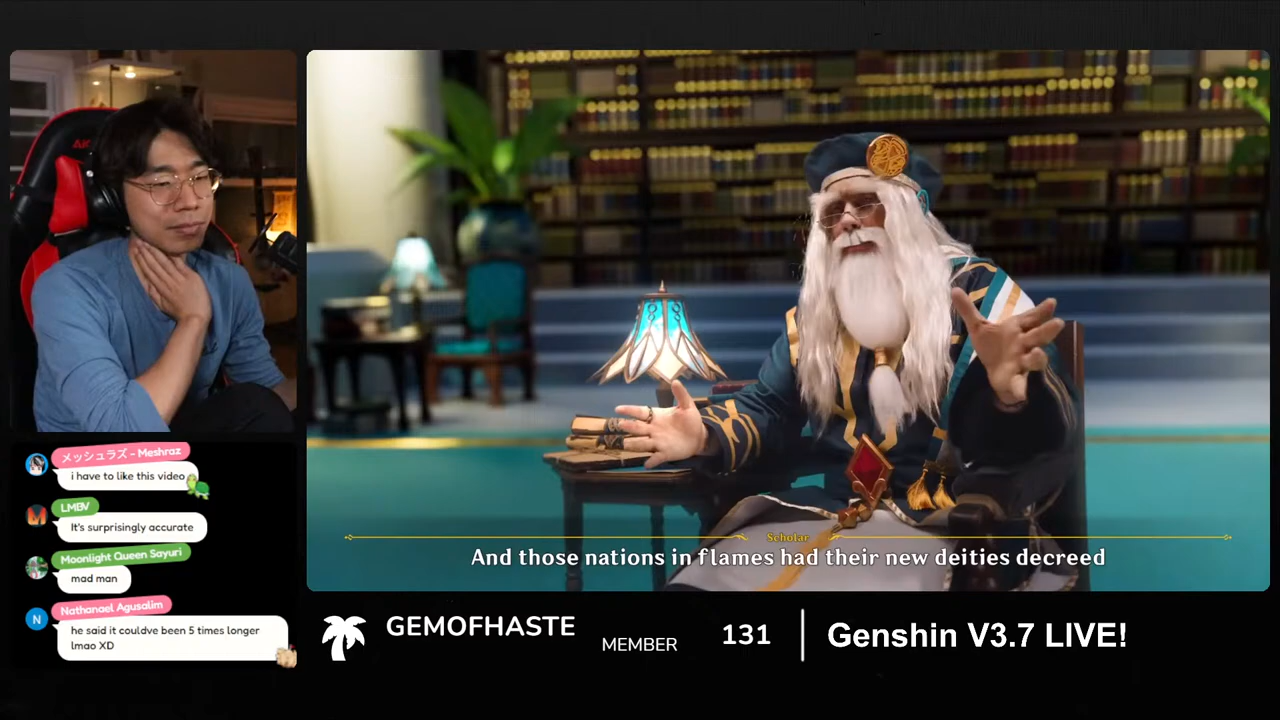 メッシュラズ - Meshraz
i have to like this video
LMBV
It's surprisingly accurate
Moonlight Queen Sayuri
mad man
Nathanael Agusalim
N
he said it couldve been 5 times longer
lmao XD
Scholar
And those nations in flames had their new deities decreed
GEMOFHASTE
MEMBER
131
Genshin V3.7 LIVE!